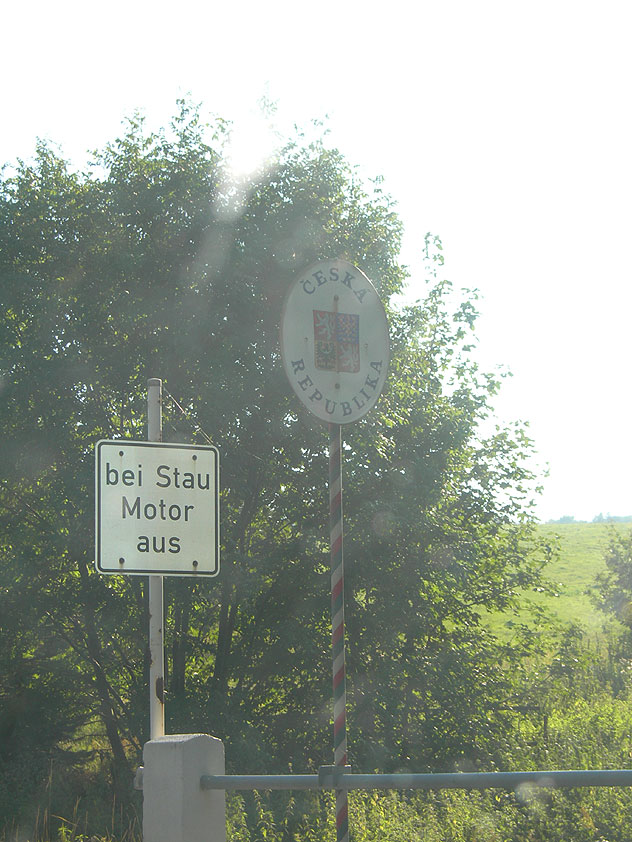 bei Stau
Motor
aus
ČESKÁ
REPUBLIKA